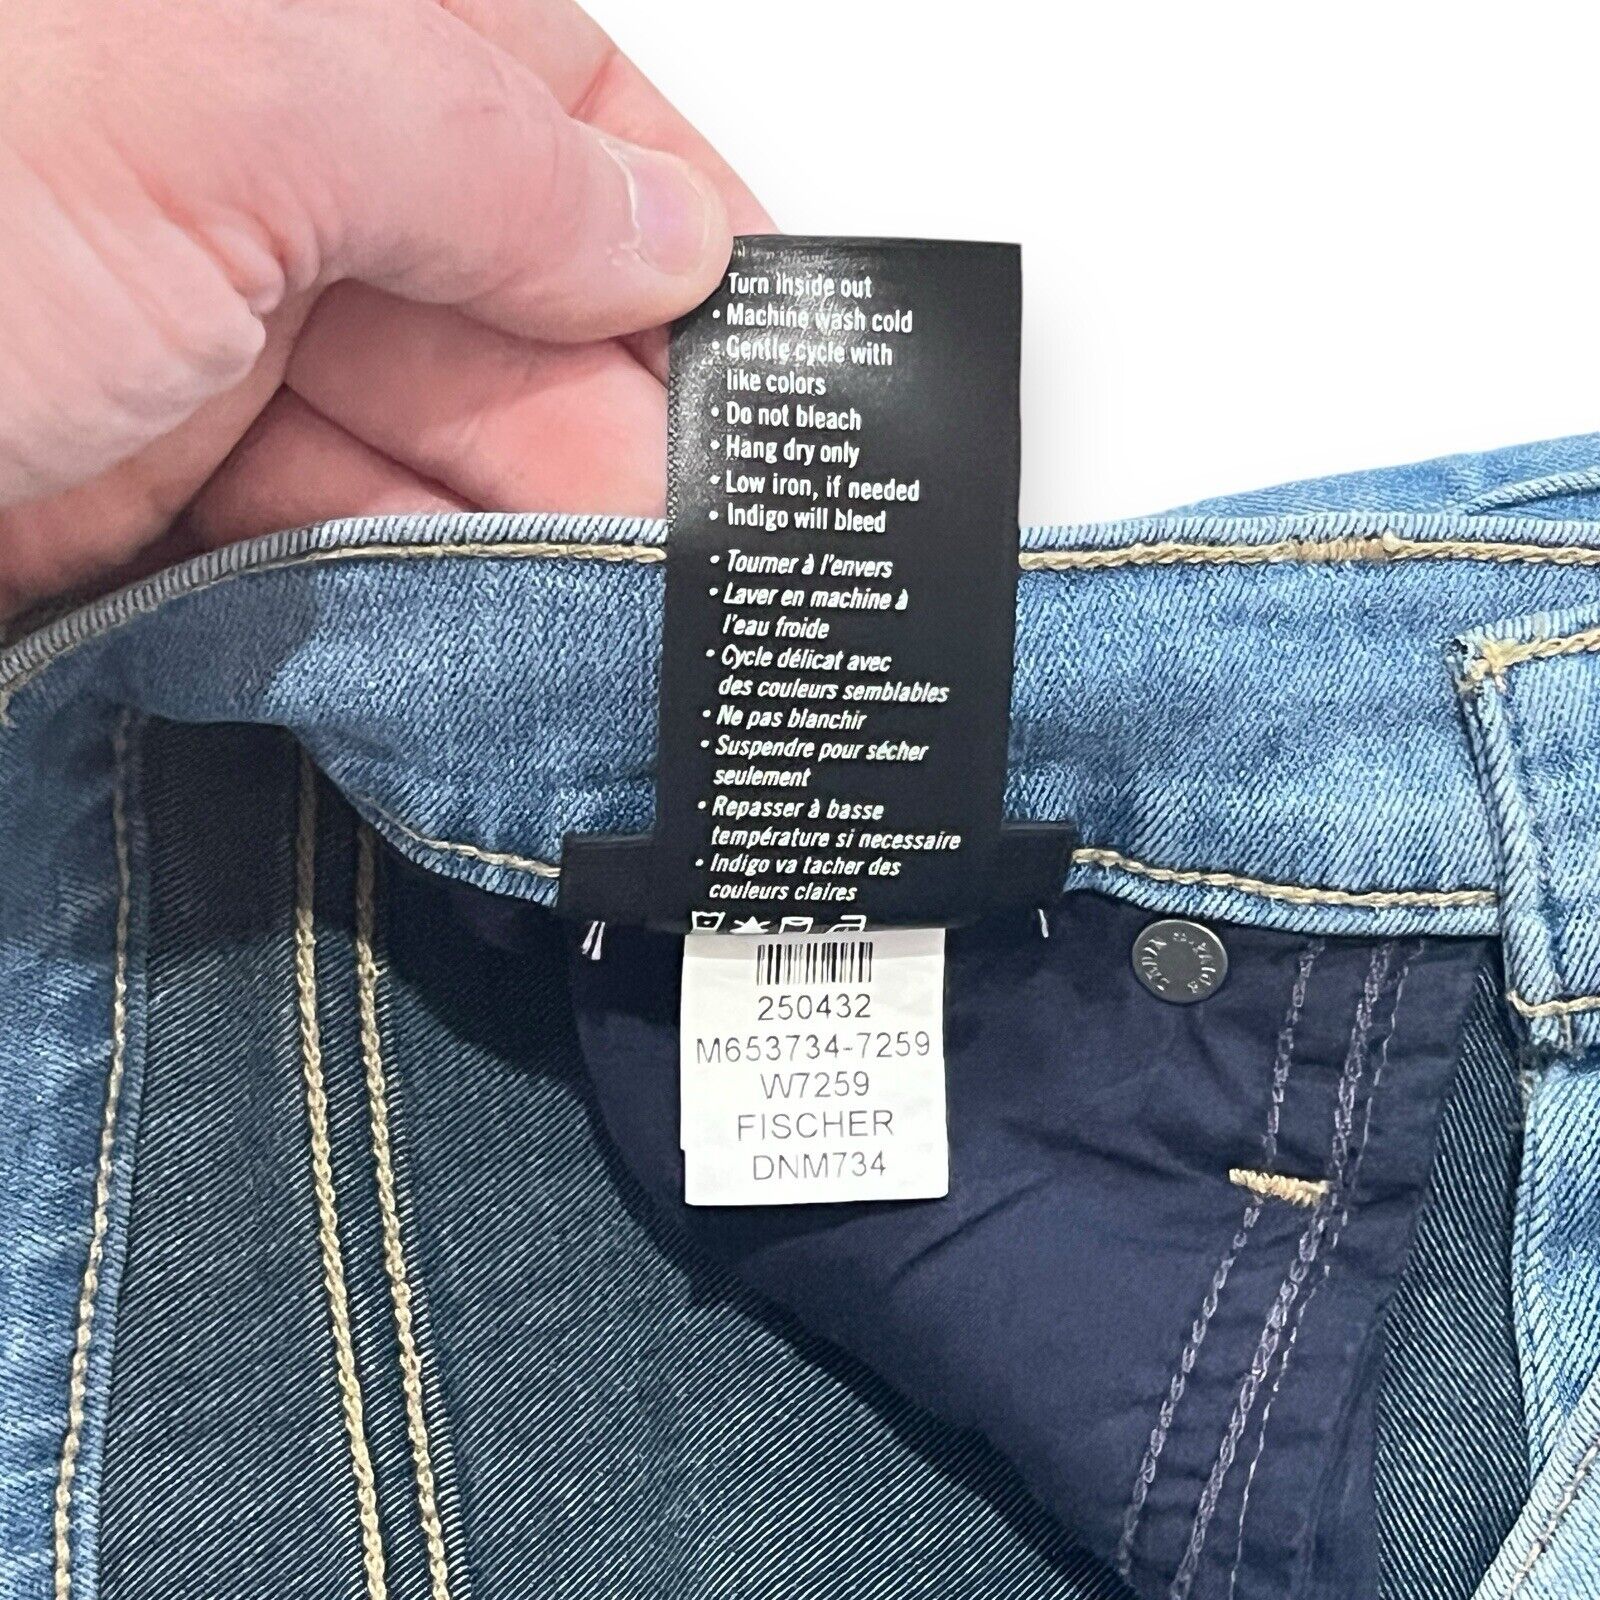 Turn inside out
• Machine wash cold
• Gentle cycle with
like colors
• Do not bleach
• Hang dry only
• Low iron, if needed
• Indigo will bleed
• Tourner à l'envers
• Laver en machine à
l'eau froide
• Cycle délicat avec
des couleurs semblables
• Ne pas blanchir
• Suspendre pour sécher
seulement
• Repasser à basse
température si necessaire
• Indigo va tacher des
couleurs claires
250432
M653734-7259
W7259
FISCHER
DNM734